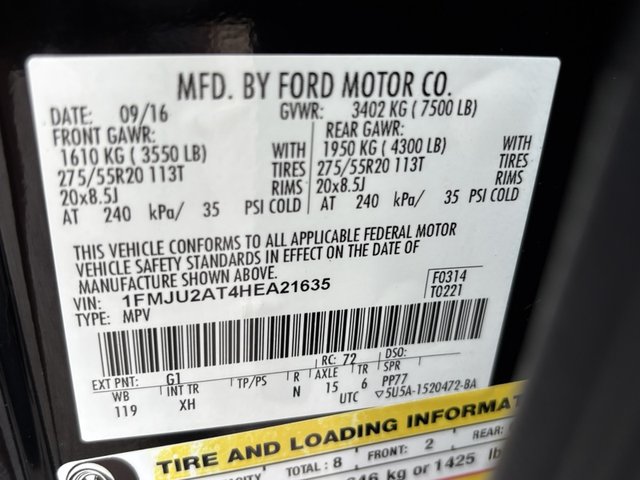 MFD. BY FORD MOTOR CO.
DATE: 09/16 GVWR: 3402 KG ( 7500 LB)
FRONT GAWR: REAR GAWR:
1610 KG ( 3550 LB) WITH 1950 KG ( 4300 LB) WITH
275/55R20 113T TIRES 275/55R20 113T TIRES
20x8.5J RIMS 20x8.5J RIMS
AT 240 kPa/ 35 PSI COLD AT 240 kPa/ 35 PSI COLD
THIS VEHICLE CONFORMS TO ALL APPLICABLE FEDERAL MOTOR
VEHICLE SAFETY STANDARDS IN EFFECT ON THE DATE OF
MANUFACTURE SHOWN ABOVE.
VIN: 1FMJU2AT4HEA21635 F0314
TYPE: MPV T0221
EXT PNT: G1 RC: 72 DSO:
WB INT TR TP/PS R AXLE TR SPR
119 XH N 15 6 PP77
UTC ▽5U5A-1520472-BA
TIRE AND LOADING INFORMAT
TOTAL : 8 FRONT: 2 REAR:
kg or 1425 lb